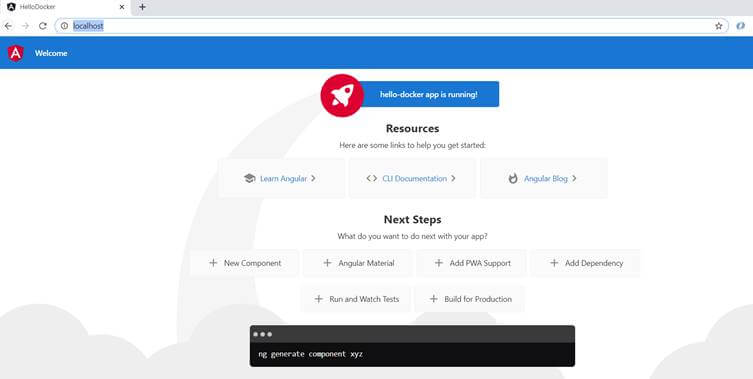 HelloDocker
localhost
Welcome
hello-docker app is running!
Resources
Here are some links to help you get started:
Learn Angular
CLI Documentation
Angular Blog
Next Steps
What do you want to do next with your app?
New Component
Angular Material
Add PWA Support
Add Dependency
Run and Watch Tests
Build for Production
ng generate component xyz